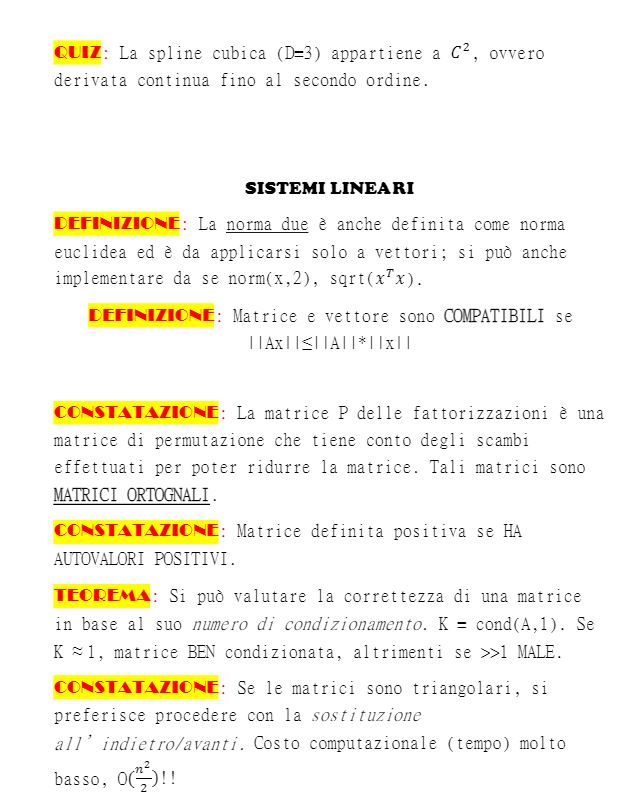 QUIZ: La spline cubica (D=3) appartiene a C², ovvero
derivata continua fino al secondo ordine.
SISTEMI LINEARI
DEFINIZIONE: La norma due è anche definita come norma
euclidea ed è da applicarsi solo a vettori; si può anche
implementare da se norm(x,2), sqrt(xᵀx).
DEFINIZIONE: Matrice e vettore sono COMPATIBILI se
||Ax||≤||A||*||x||
CONSTATAZIONE: La matrice P delle fattorizzazioni è una
matrice di permutazione che tiene conto degli scambi
effettuati per poter ridurre la matrice. Tali matrici sono
MATRICI ORTOGNALI.
CONSTATAZIONE: Matrice definita positiva se HA
AUTOVALORI POSITIVI.
TEOREMA: Si può valutare la correttezza di una matrice
in base al suo numero di condizionamento. K = cond(A,1). Se
K ≈ 1, matrice BEN condizionata, altrimenti se >>1 MALE.
CONSTATAZIONE: Se le matrici sono triangolari, si
preferisce procedere con la sostituzione
all’indietro/avanti. Costo computazionale (tempo) molto
basso, O(n²/2)!!